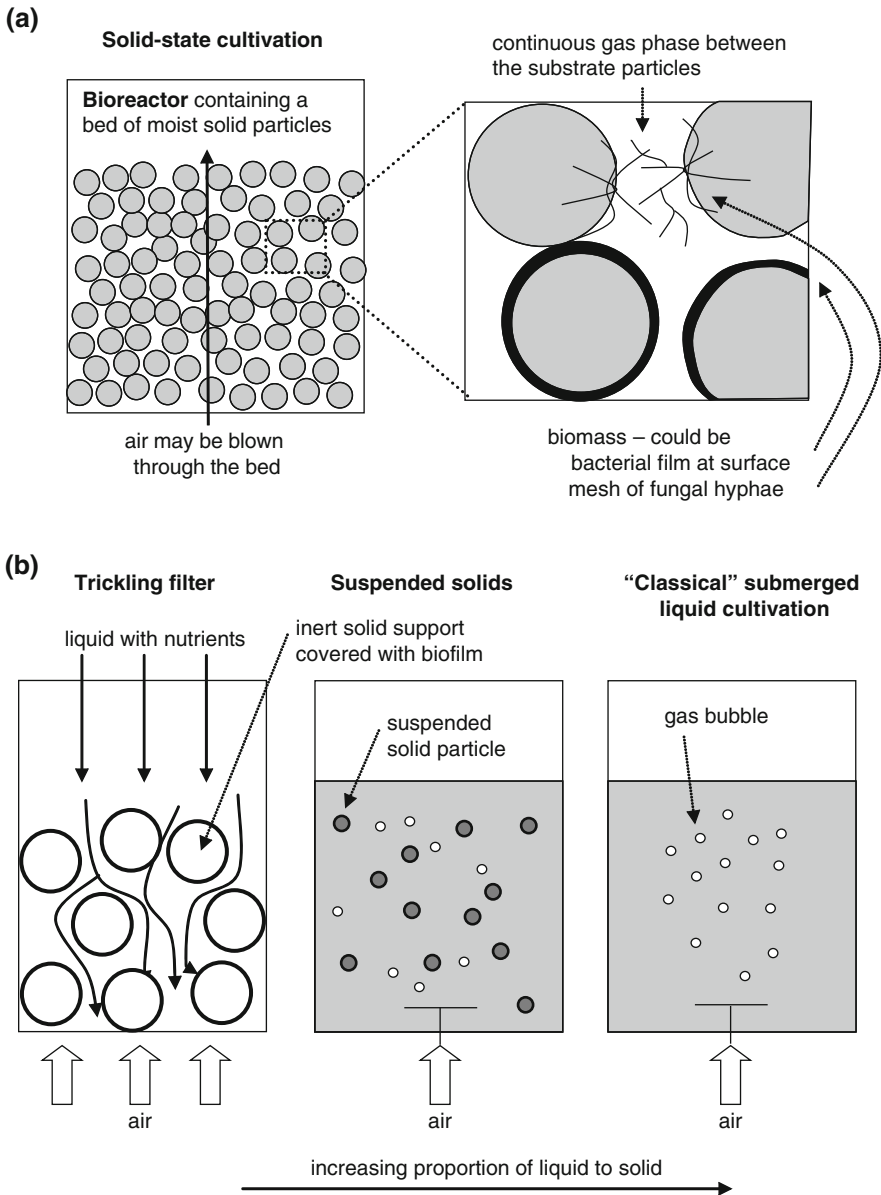 (a)
Solid-state cultivation
Bioreactor containing a
bed of moist solid particles
air may be blown
through the bed
continuous gas phase between
the substrate particles
biomass – could be
bacterial film at surface
mesh of fungal hyphae
(b)
Trickling filter
liquid with nutrients
inert solid support
covered with biofilm
air
Suspended solids
suspended
solid particle
air
“Classical” submerged
liquid cultivation
gas bubble
air
increasing proportion of liquid to solid